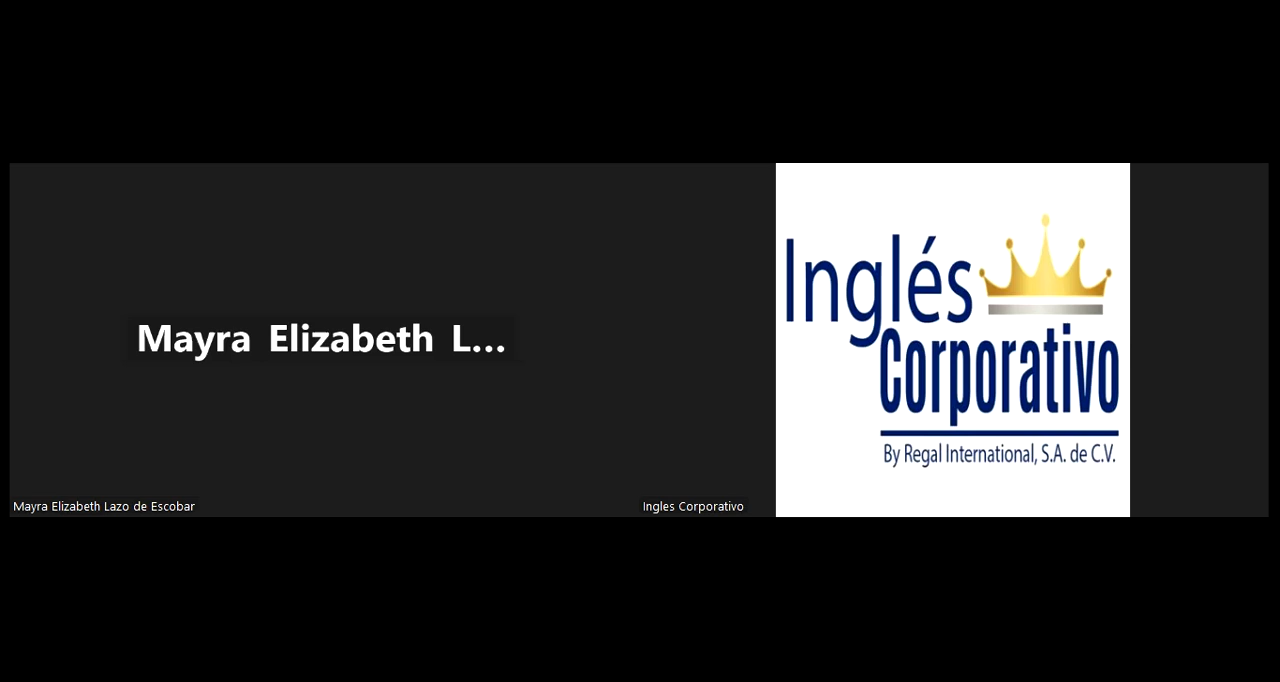 Mayra Elizabeth L...
Mayra Elizabeth Lazo de Escobar
Inglés
Corporativo
By Regal International, S.A. de C.V.
Ingles Corporativo